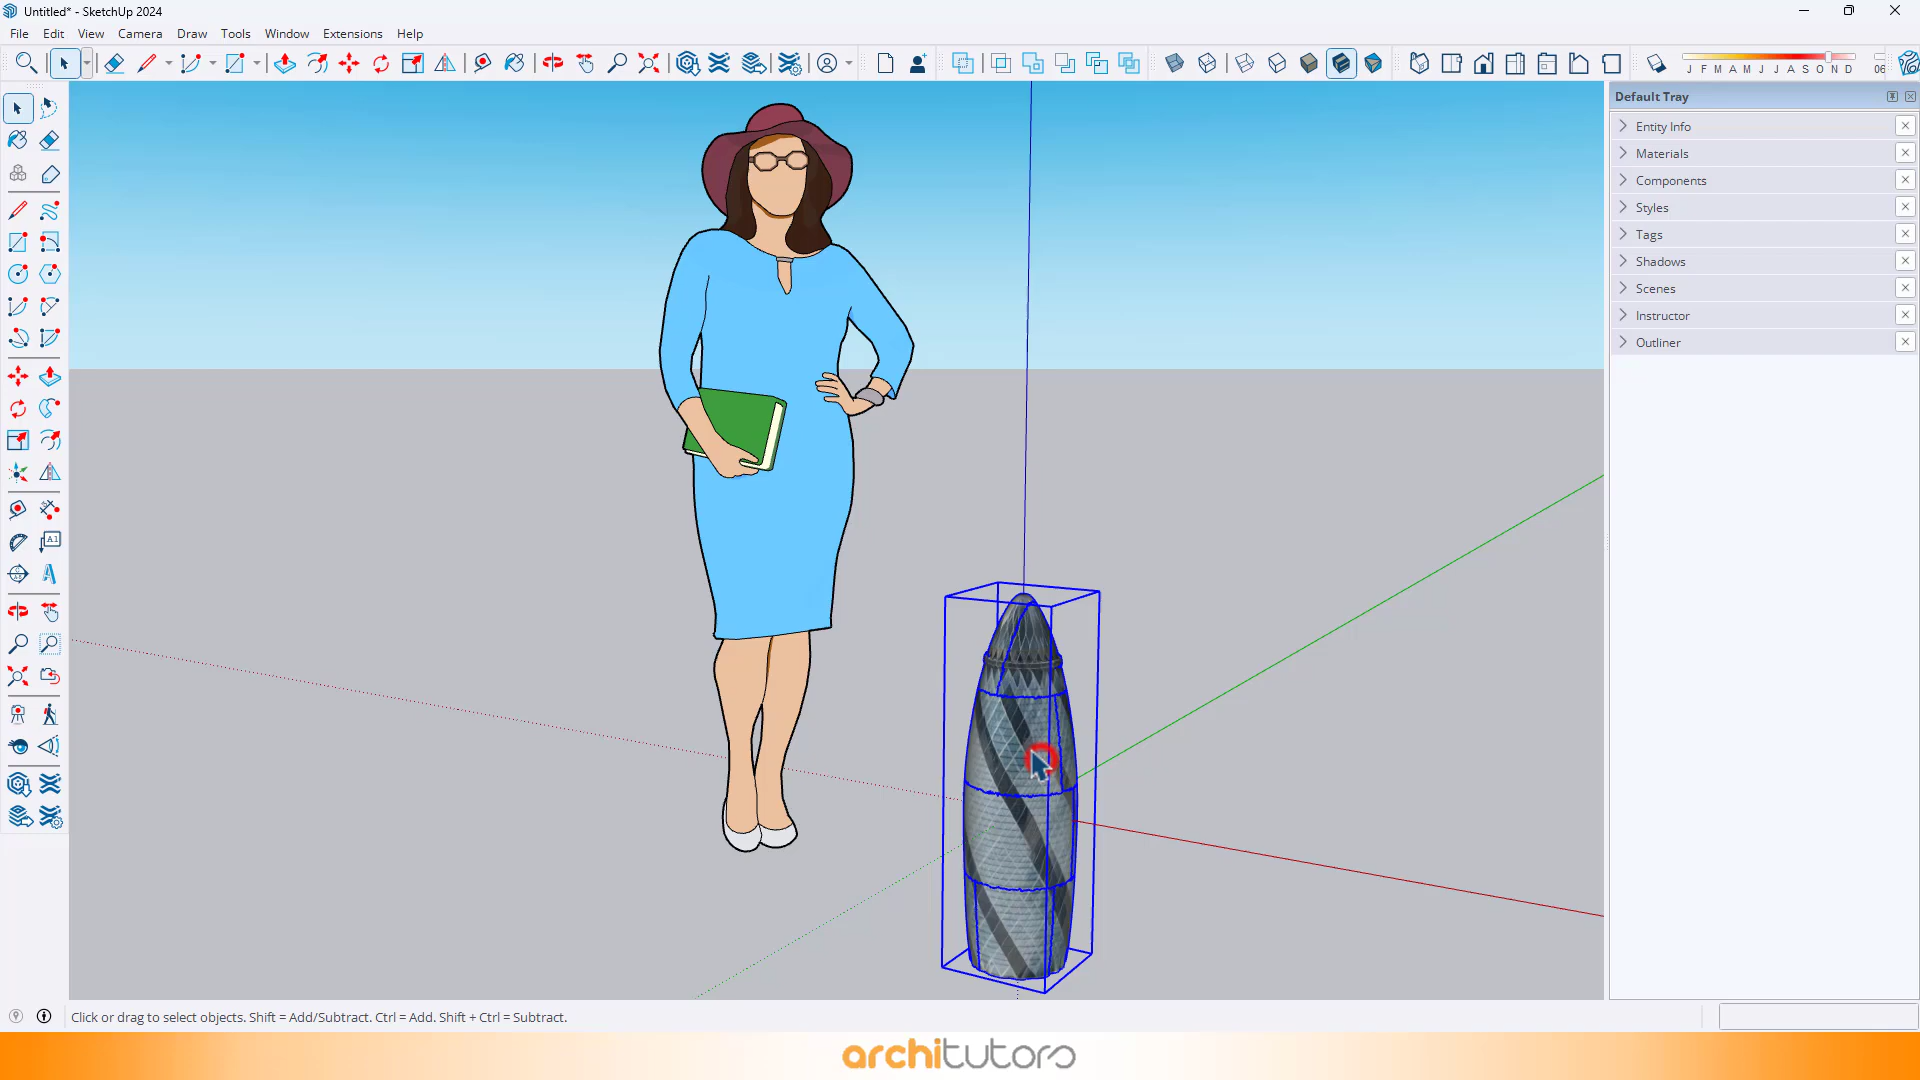 Untitled* - SketchUp 2024
File Edit View Camera Draw Tools Window Extensions Help
J F M A M J J A S O N D 06
Default Tray
Entity Info
Materials
Components
Styles
Tags
Shadows
Scenes
Instructor
Outliner
A1
Click or drag to select objects. Shift = Add/Subtract. Ctrl = Add. Shift + Ctrl = Subtract.
architutors